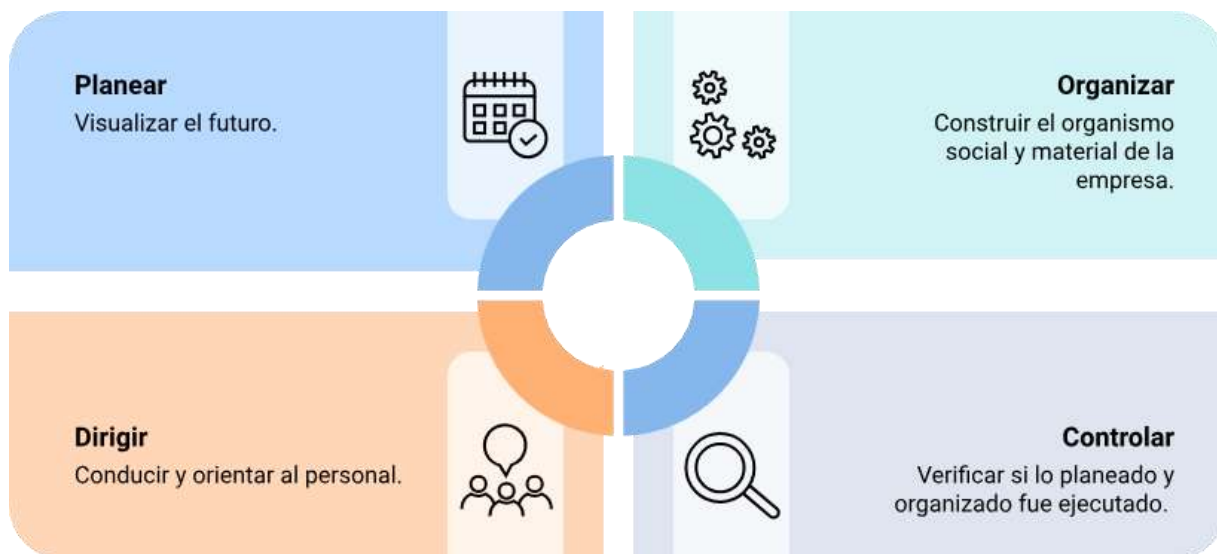 Planear
Visualizar el futuro.
Organizar
Construir el organismo
social y material de la
empresa.
Dirigir
Conducir y orientar al personal.
Controlar
Verificar si lo planeado y
organizado fue ejecutado.